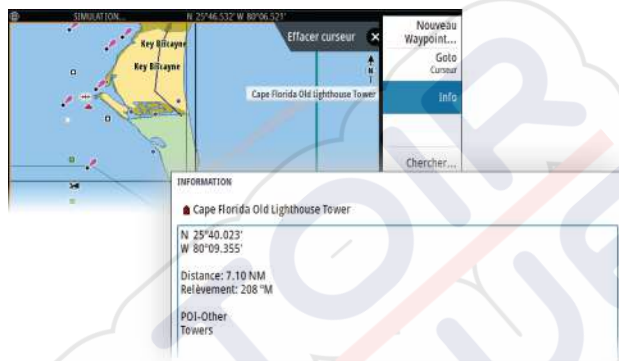 SIMULATION... N 25°46.532' W 80°06.521'
Effacer curseur
Nouveau
Waypoint...
Goto
Curseur
Info
Chercher...
Key Biscayne
Key Biscayne
N
Cape Florida Old Lighthouse Tower
INFORMATION
Cape Florida Old Lighthouse Tower
N 25°40.023'
W 80°09.355'
Distance: 7.10 NM
Relèvement: 208 °M
POI-Other
Towers